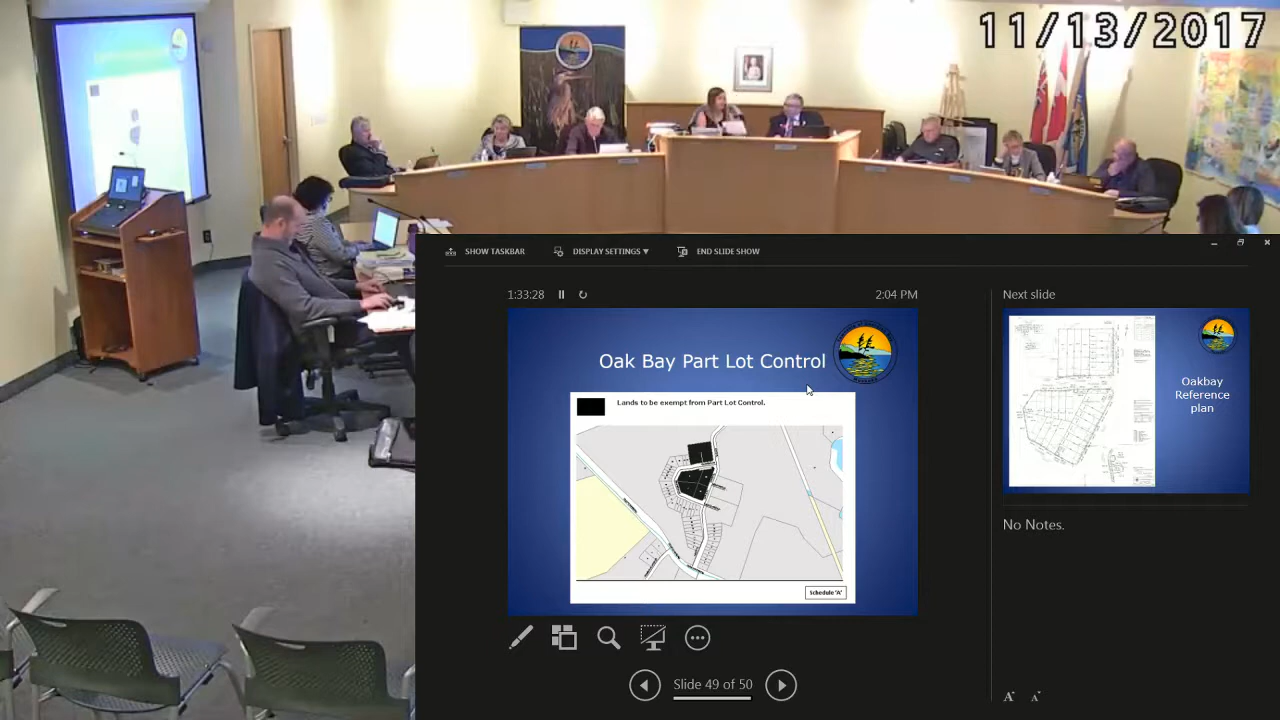 11/13/2017
SHOW TASKBAR
DISPLAY SETTINGS ▾
END SLIDE SHOW
1:33:28
2:04 PM
Oak Bay Part Lot Control
Lands to be exempt from Part Lot Control.
Schedule 'A'
Slide 49 of 50
Next slide
Oakbay
Reference
plan
No Notes.
A A